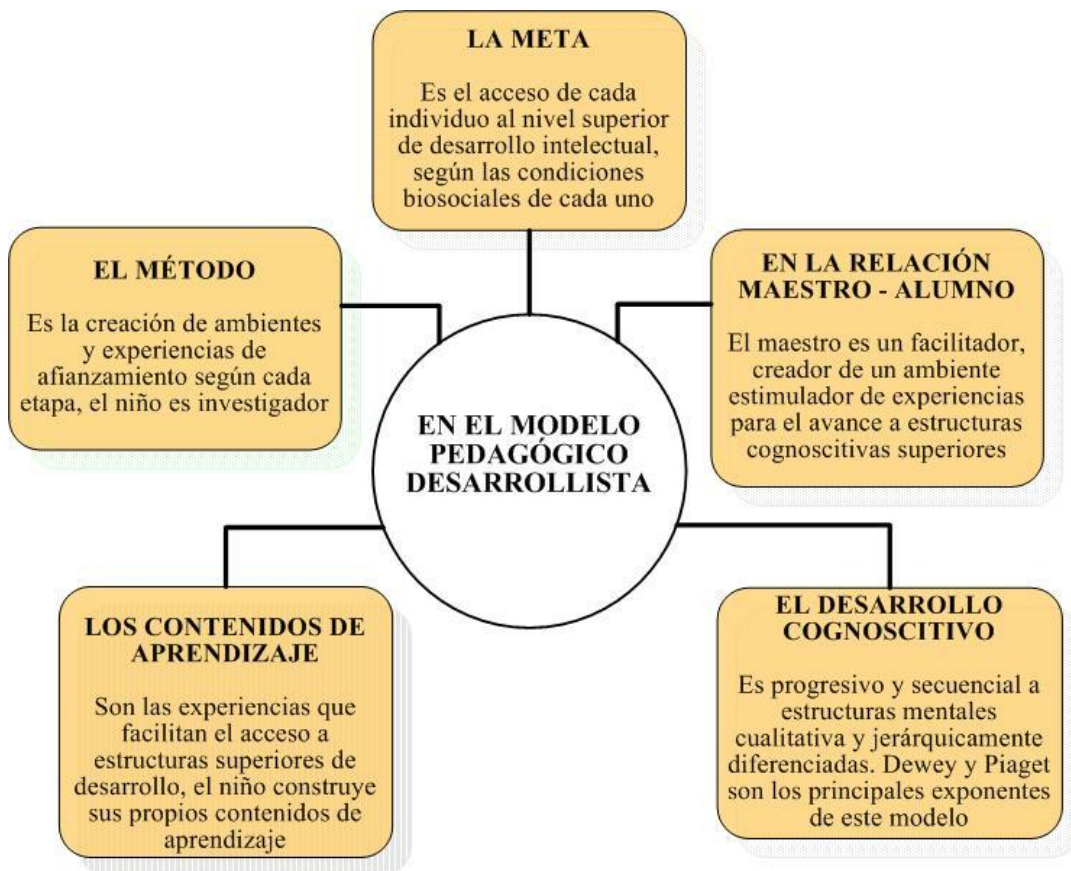 LA META
Es el acceso de cada
individuo al nivel superior
de desarrollo intelectual,
según las condiciones
biosociales de cada uno
EL MÉTODO
Es la creación de ambientes
y experiencias de
afianzamiento según cada
etapa, el niño es investigador
EN LA RELACIÓN
MAESTRO - ALUMNO
El maestro es un facilitador,
creador de un ambiente
estimulador de experiencias
para el avance a estructuras
cognoscitivas superiores
EN EL MODELO
PEDAGÓGICO
DESARROLLISTA
LOS CONTENIDOS DE
APRENDIZAJE
Son las experiencias que
facilitan el acceso a
estructuras superiores de
desarrollo, el niño construye
sus propios contenidos de
aprendizaje
EL DESARROLLO
COGNOSCITIVO
Es progresivo y secuencial a
estructuras mentales
cualitativa y jerárquicamente
diferenciadas. Dewey y Piaget
son los principales exponentes
de este modelo